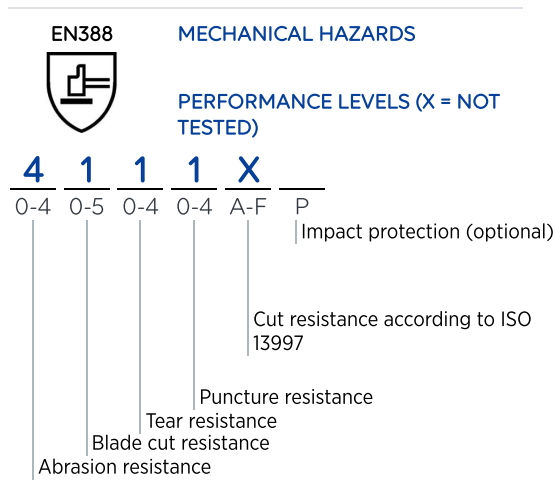 EN388
MECHANICAL HAZARDS
PERFORMANCE LEVELS (X = NOT
TESTED)
4 1 1 1 X
0-4 0-5 0-4 0-4 A-F P
Impact protection (optional)
Cut resistance according to ISO
13997
Puncture resistance
Tear resistance
Blade cut resistance
Abrasion resistance